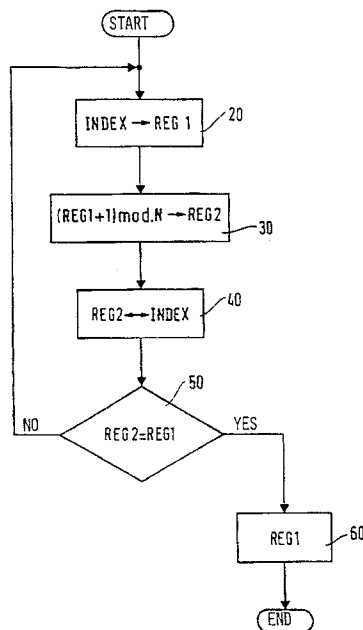 START
INDEX → REG 1
20
(REG1+1)mod.N → REG2
30
REG2 ↔ INDEX
40
50
REG2=REG1
NO
YES
REG1
60
END